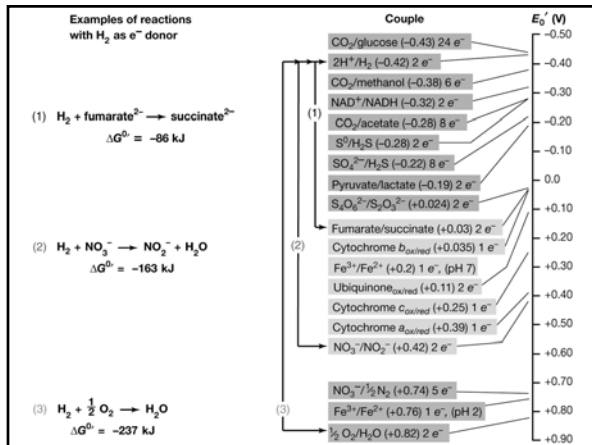 Examples of reactions
with H₂ as e⁻ donor
Couple
E₀′ (V)
(1) H₂ + fumarate²⁻ → succinate²⁻
ΔG⁰′ = −86 kJ
(2) H₂ + NO₃⁻ → NO₂⁻ + H₂O
ΔG⁰′ = −163 kJ
(3) H₂ + ½ O₂ → H₂O
ΔG⁰′ = −237 kJ
(1)
(2)
(3)
CO₂/glucose (−0.43) 24 e⁻
2H⁺/H₂ (−0.42) 2 e⁻
CO₂/methanol (−0.38) 6 e⁻
NAD⁺/NADH (−0.32) 2 e⁻
CO₂/acetate (−0.28) 8 e⁻
S⁰/H₂S (−0.28) 2 e⁻
SO₄²⁻/H₂S (−0.22) 8 e⁻
Pyruvate/lactate (−0.19) 2 e⁻
S₄O₆²⁻/S₂O₃²⁻ (+0.024) 2 e⁻
Fumarate/succinate (+0.03) 2 e⁻
Cytochrome b ox/red (+0.035) 1 e⁻
Fe³⁺/Fe²⁺ (+0.2) 1 e⁻, (pH 7)
Ubiquinone ox/red (+0.11) 2 e⁻
Cytochrome c ox/red (+0.25) 1 e⁻
Cytochrome a ox/red (+0.39) 1 e⁻
NO₃⁻/NO₂⁻ (+0.42) 2 e⁻
NO₃⁻/½ N₂ (+0.74) 5 e⁻
Fe³⁺/Fe²⁺ (+0.76) 1 e⁻, (pH 2)
½ O₂/H₂O (+0.82) 2 e⁻
−0.50
−0.40
−0.30
−0.20
−0.10
0.0
+0.10
+0.20
+0.30
+0.40
+0.50
+0.60
+0.70
+0.80
+0.90